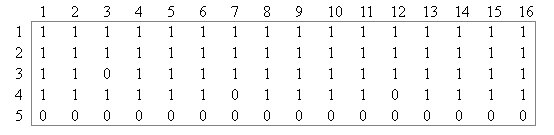 1 2 3 4 5 6 7 8 9 10 11 12 13 14 15 16
1 1 1 1 1 1 1 1 1 1 1 1 1 1 1 1 1
2 1 1 1 1 1 1 1 1 1 1 1 1 1 1 1 1
3 1 1 0 1 1 1 1 1 1 1 1 1 1 1 1 1
4 1 1 1 1 1 1 0 1 1 1 1 0 1 1 1 1
5 0 0 0 0 0 0 0 0 0 0 0 0 0 0 0 0